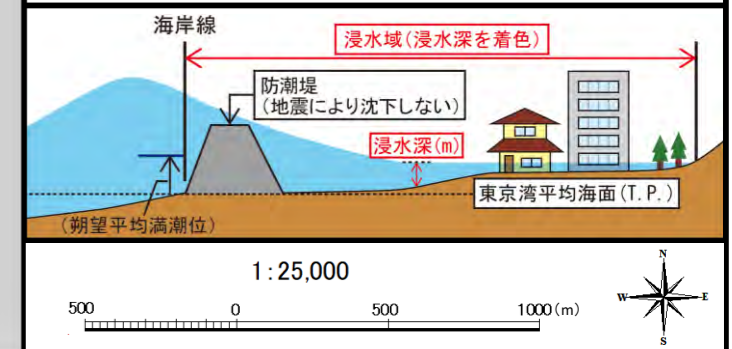 海岸線
浸水域(浸水深を着色)
防潮堤
(地震により沈下しない)
浸水深(m)
東京湾平均海面(T.P.)
(朔望平均満潮位)
1:25,000
500 0 500 1000(m)
N
W E
S